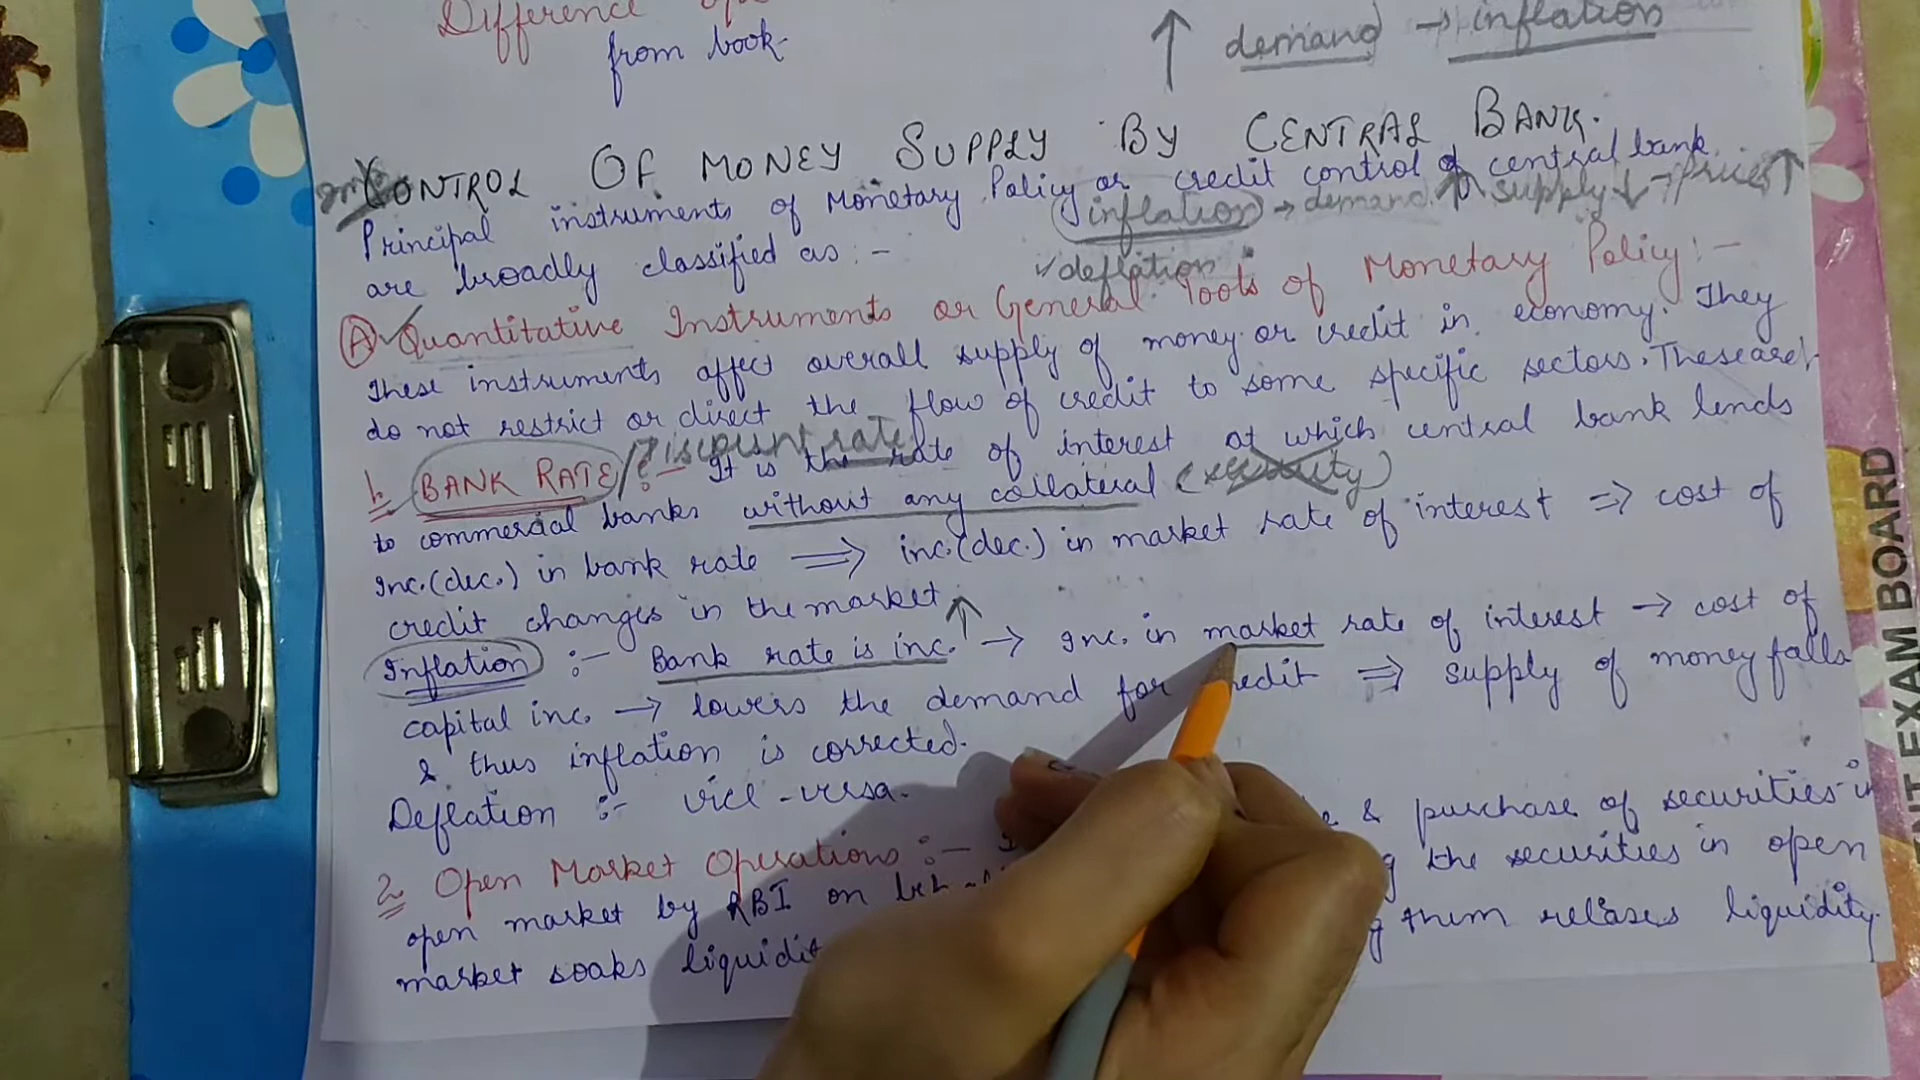 Difference
from book-
↑ demand → inflation
CONTROL OF MONEY SUPPLY BY CENTRAL BANK.
Principal instruments of Monetary Policy or credit control of central bank
inflation → demand ↑ supply ↓ → prices ↑
are broadly classified as :-
✓deflation
(A) Quantitative Instruments or General Tools of Monetary Policy:-
These instruments affect overall supply of money or credit in economy. They
do not restrict or direct the flow of credit to some specific sectors. These are:
1. BANK RATE / Discount rate :- It is the rate of interest at which central bank lends
to commercial banks without any collateral (security)
Inc.(dec.) in bank rate ⇒ inc.(dec.) in market rate of interest ⇒ cost of
credit changes in the market
Inflation :- Bank rate is inc. ↑ → Inc. in market rate of interest → cost of
capital inc. → lowers the demand for redit ⇒ supply of money falls
& thus inflation is corrected.
Deflation :- vice-versa.
2. Open Market Operations :- & purchase of securities in
open market by RBI on the securities in open
market soaks them relases liquidity.
NT EXAM BOARD